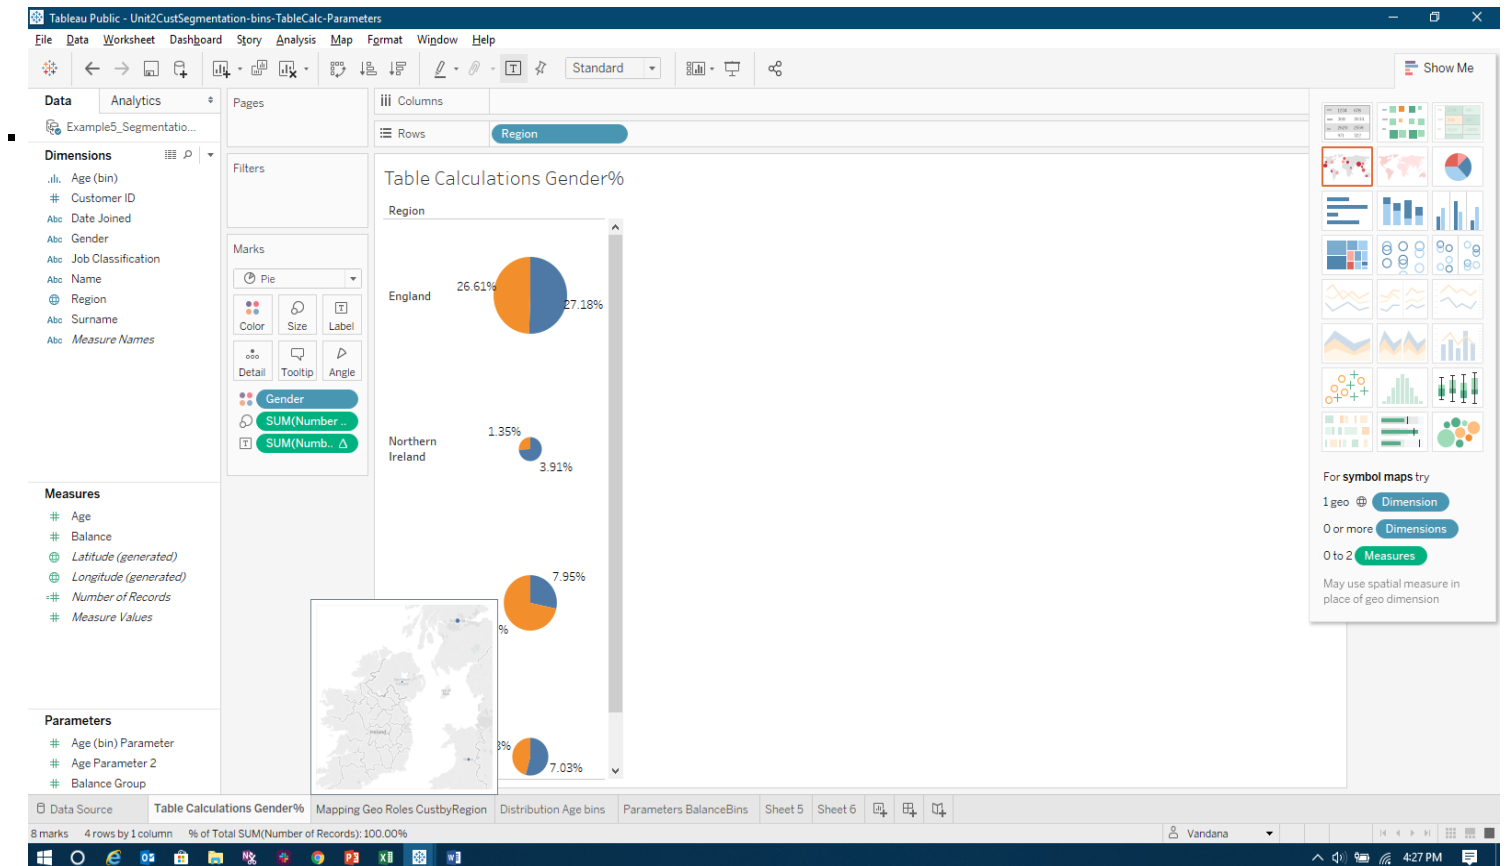 Tableau Public - Unit2CustSegmentation-bins-TableCalc-Parameters
File Data Worksheet Dashboard Story Analysis Map Format Window Help
Standard
Show Me
Data Analytics
Example5_Segmentatio...
Dimensions
Age (bin)
Customer ID
Abc Date Joined
Abc Gender
Abc Job Classification
Abc Name
Region
Abc Surname
Abc Measure Names
Measures
Age
Balance
Latitude (generated)
Longitude (generated)
Number of Records
Measure Values
Parameters
Age (bin) Parameter
Age Parameter 2
Balance Group
Pages
Filters
Marks
Pie
Color Size Label
Detail Tooltip Angle
Gender
SUM(Number ..
SUM(Numb.. Δ
Columns
Rows Region
Table Calculations Gender%
Region
England
26.61%
27.18%
Northern
Ireland
1.35%
3.91%
7.95%
%
3%
7.03%
For symbol maps try
1 geo Dimension
0 or more Dimensions
0 to 2 Measures
May use spatial measure in
place of geo dimension
Data Source Table Calculations Gender% Mapping Geo Roles CustbyRegion Distribution Age bins Parameters BalanceBins Sheet 5 Sheet 6
8 marks 4 rows by 1 column % of Total SUM(Number of Records): 100.00%
Vandana
4:27 PM